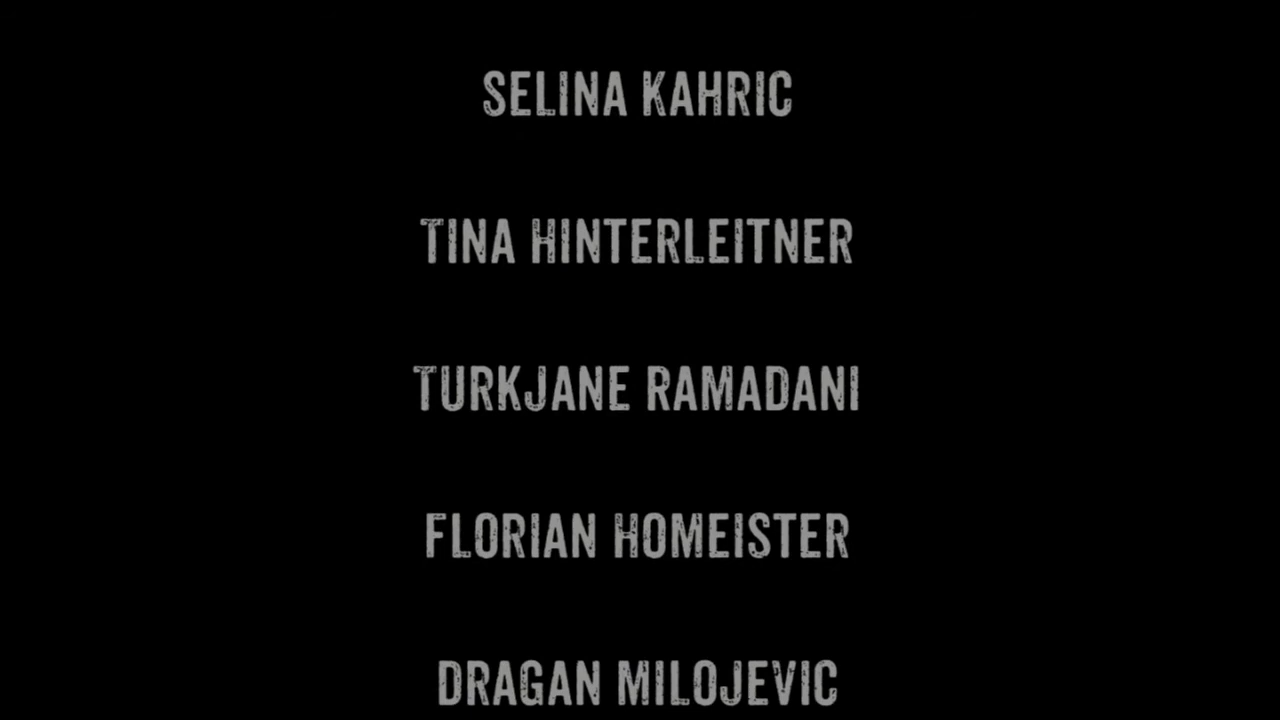 SELINA KAHRIC
TINA HINTERLEITNER
TURKJANE RAMADANI
FLORIAN HOMEISTER
DRAGAN MILOJEVIC